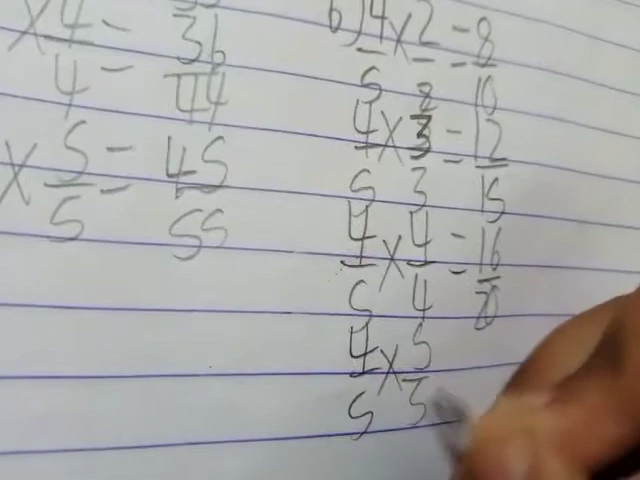 x 4/4 = 36/44
x 5/5 = 45/55
b) 4/5 x 2/2 = 8/10
4/5 x 3/3 = 12/15
4/5 x 4/4 = 16/20
4/5 x 5/